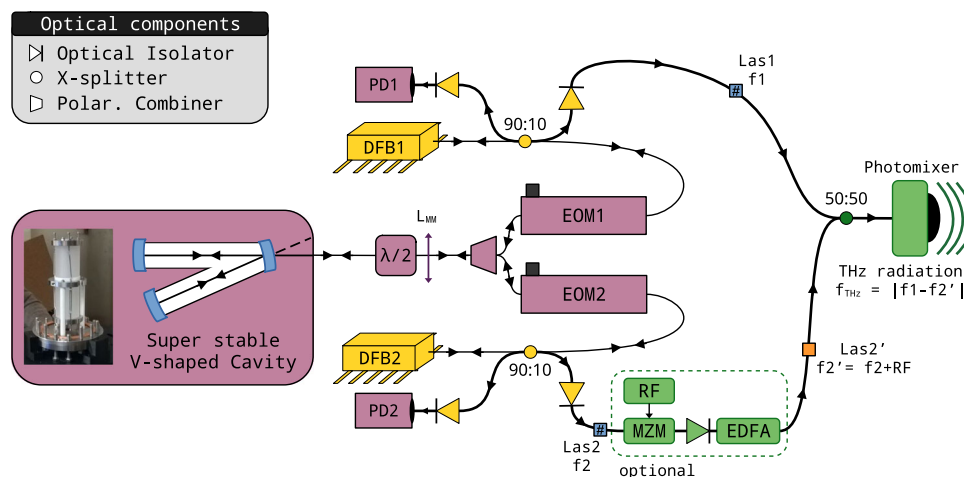 Optical components
Optical Isolator
X-splitter
Polar. Combiner
PD1
90:10
DFB1
Las1
f1
#
Photomixer
50:50
EOM1
L_MM
λ/2
EOM2
THz radiation
f_THz = |f1-f2’|
Super stable
V-shaped Cavity
DFB2
90:10
PD2
Las2’
f2’= f2+RF
RF
MZM
EDFA
#
Las2
f2
optional